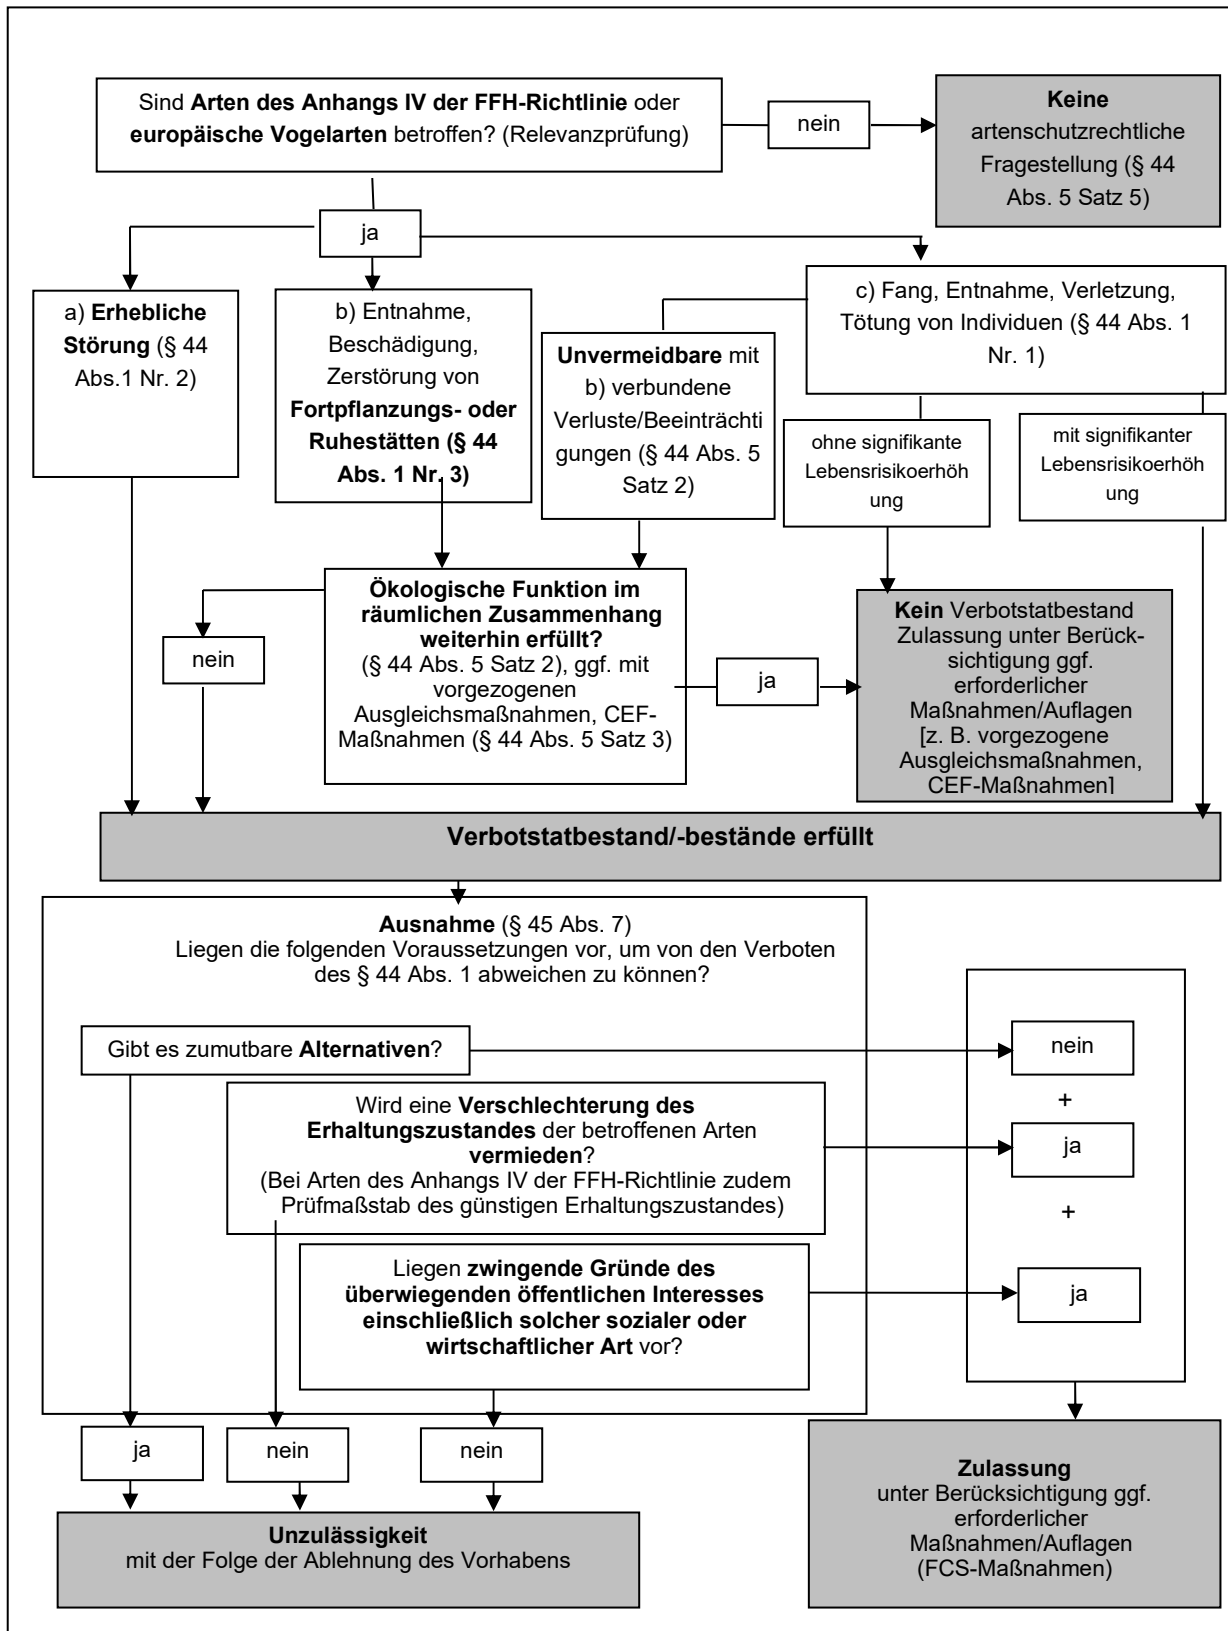 Sind Arten des Anhangs IV der FFH-Richtlinie oder
europäische Vogelarten betroffen? (Relevanzprüfung)
nein
Keine
artenschutzrechtliche
Fragestellung (§ 44
Abs. 5 Satz 5)
ja
a) Erhebliche
Störung (§ 44
Abs.1 Nr. 2)
b) Entnahme,
Beschädigung,
Zerstörung von
Fortpflanzungs- oder
Ruhestätten (§ 44
Abs. 1 Nr. 3)
Unvermeidbare mit
b) verbundene
Verluste/Beeinträchti
gungen (§ 44 Abs. 5
Satz 2)
c) Fang, Entnahme, Verletzung,
Tötung von Individuen (§ 44 Abs. 1
Nr. 1)
ohne signifikante
Lebensrisikoerhöh
ung
mit signifikanter
Lebensrisikoerhöh
ung
Ökologische Funktion im
räumlichen Zusammenhang
weiterhin erfüllt?
(§ 44 Abs. 5 Satz 2), ggf. mit
vorgezogenen
Ausgleichsmaßnahmen, CEF-
Maßnahmen (§ 44 Abs. 5 Satz 3)
nein
ja
Kein Verbotstatbestand
Zulassung unter Berück-
sichtigung ggf.
erforderlicher
Maßnahmen/Auflagen
[z. B. vorgezogene
Ausgleichsmaßnahmen,
CEF-Maßnahmen]
Verbotstatbestand/-bestände erfüllt
Ausnahme (§ 45 Abs. 7)
Liegen die folgenden Voraussetzungen vor, um von den Verboten
des § 44 Abs. 1 abweichen zu können?
Gibt es zumutbare Alternativen?
nein
+
Wird eine Verschlechterung des
Erhaltungszustandes der betroffenen Arten
vermieden?
(Bei Arten des Anhangs IV der FFH-Richtlinie zudem
Prüfmaßstab des günstigen Erhaltungszustandes)
ja
+
Liegen zwingende Gründe des
überwiegenden öffentlichen Interesses
einschließlich solcher sozialer oder
wirtschaftlicher Art vor?
ja
ja
nein
nein
Unzulässigkeit
mit der Folge der Ablehnung des Vorhabens
Zulassung
unter Berücksichtigung ggf.
erforderlicher
Maßnahmen/Auflagen
(FCS-Maßnahmen)